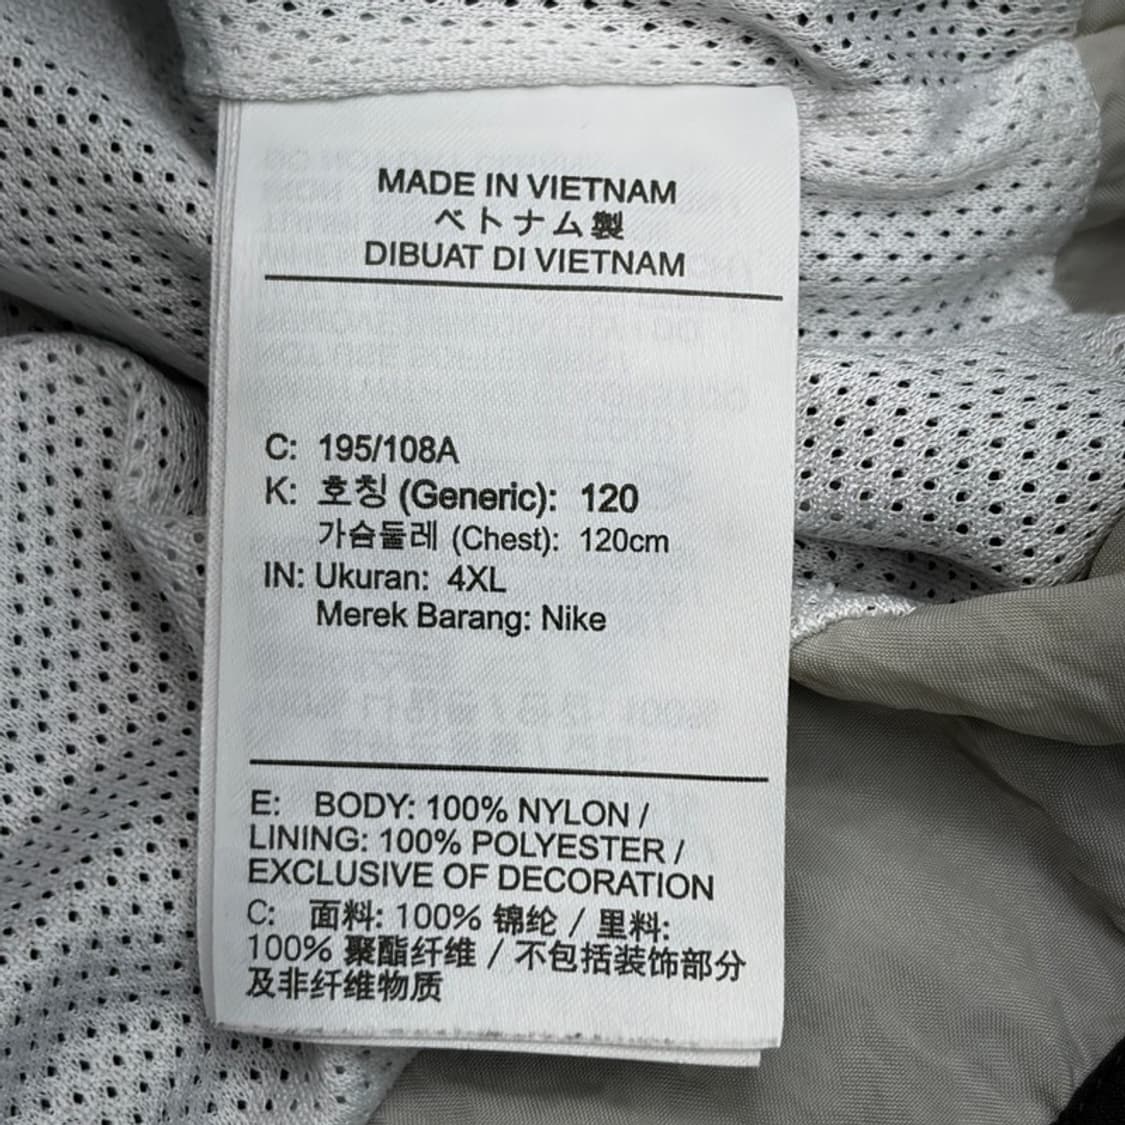 MADE IN VIETNAM
ベトナム製
DIBUAT DI VIETNAM
C: 195/108A
K: 호칭 (Generic): 120
가슴둘레 (Chest): 120cm
IN: Ukuran: 4XL
Merek Barang: Nike
E: BODY: 100% NYLON /
LINING: 100% POLYESTER /
EXCLUSIVE OF DECORATION
C: 面料: 100% 锦纶 / 里料:
100% 聚酯纤维 / 不包括装饰部分
及非纤维物质